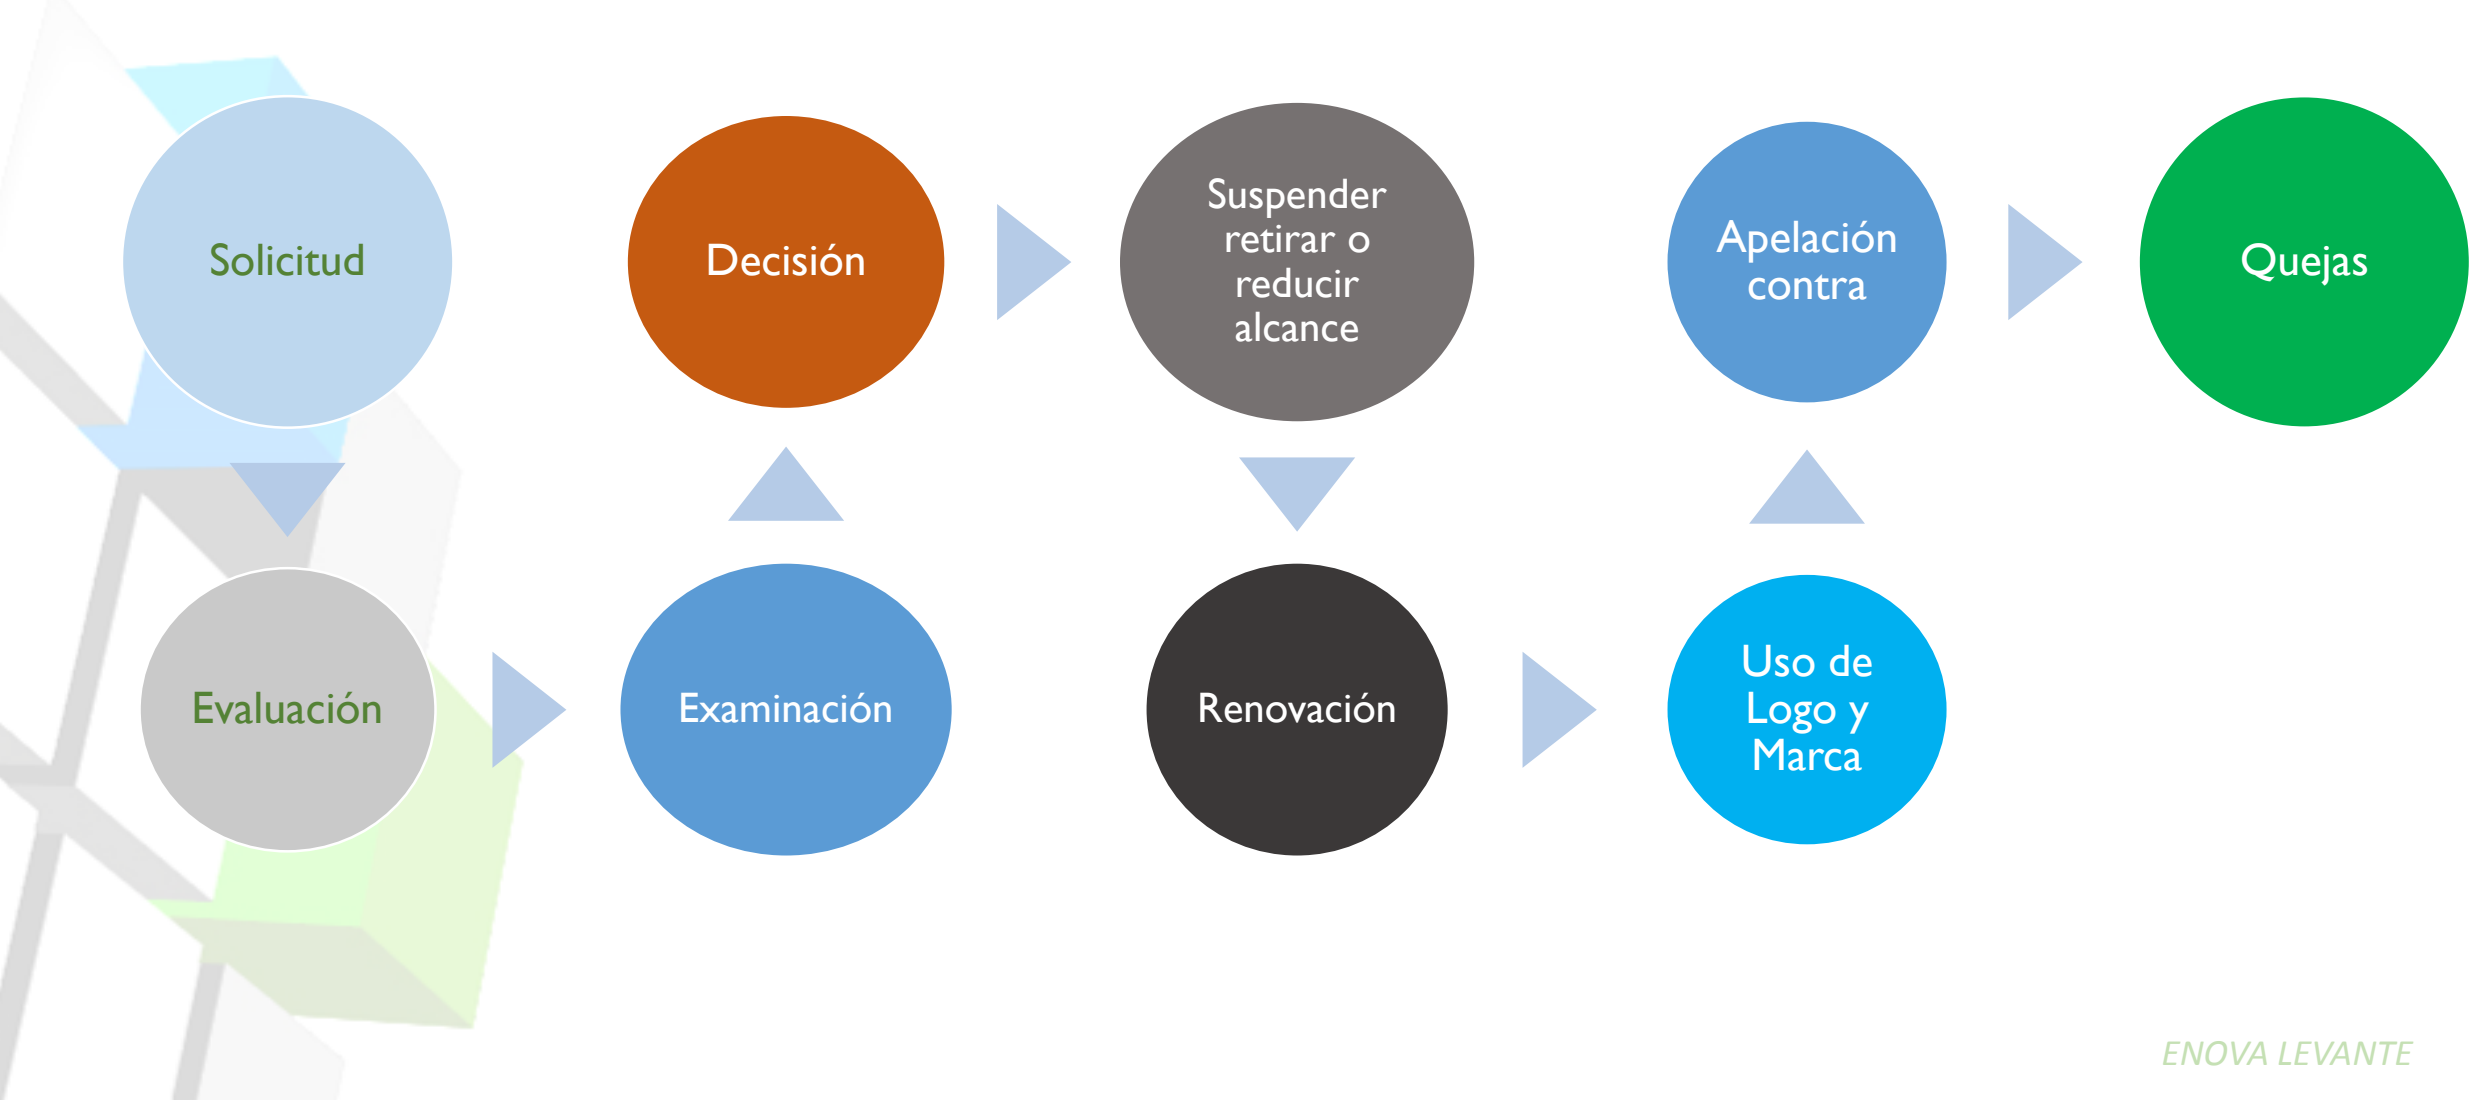 Solicitud
Evaluación
Examinación
Decisión
Suspender
retirar o
reducir
alcance
Renovación
Uso de
Logo y
Marca
Apelación
contra
Quejas
ENOVA LEVANTE